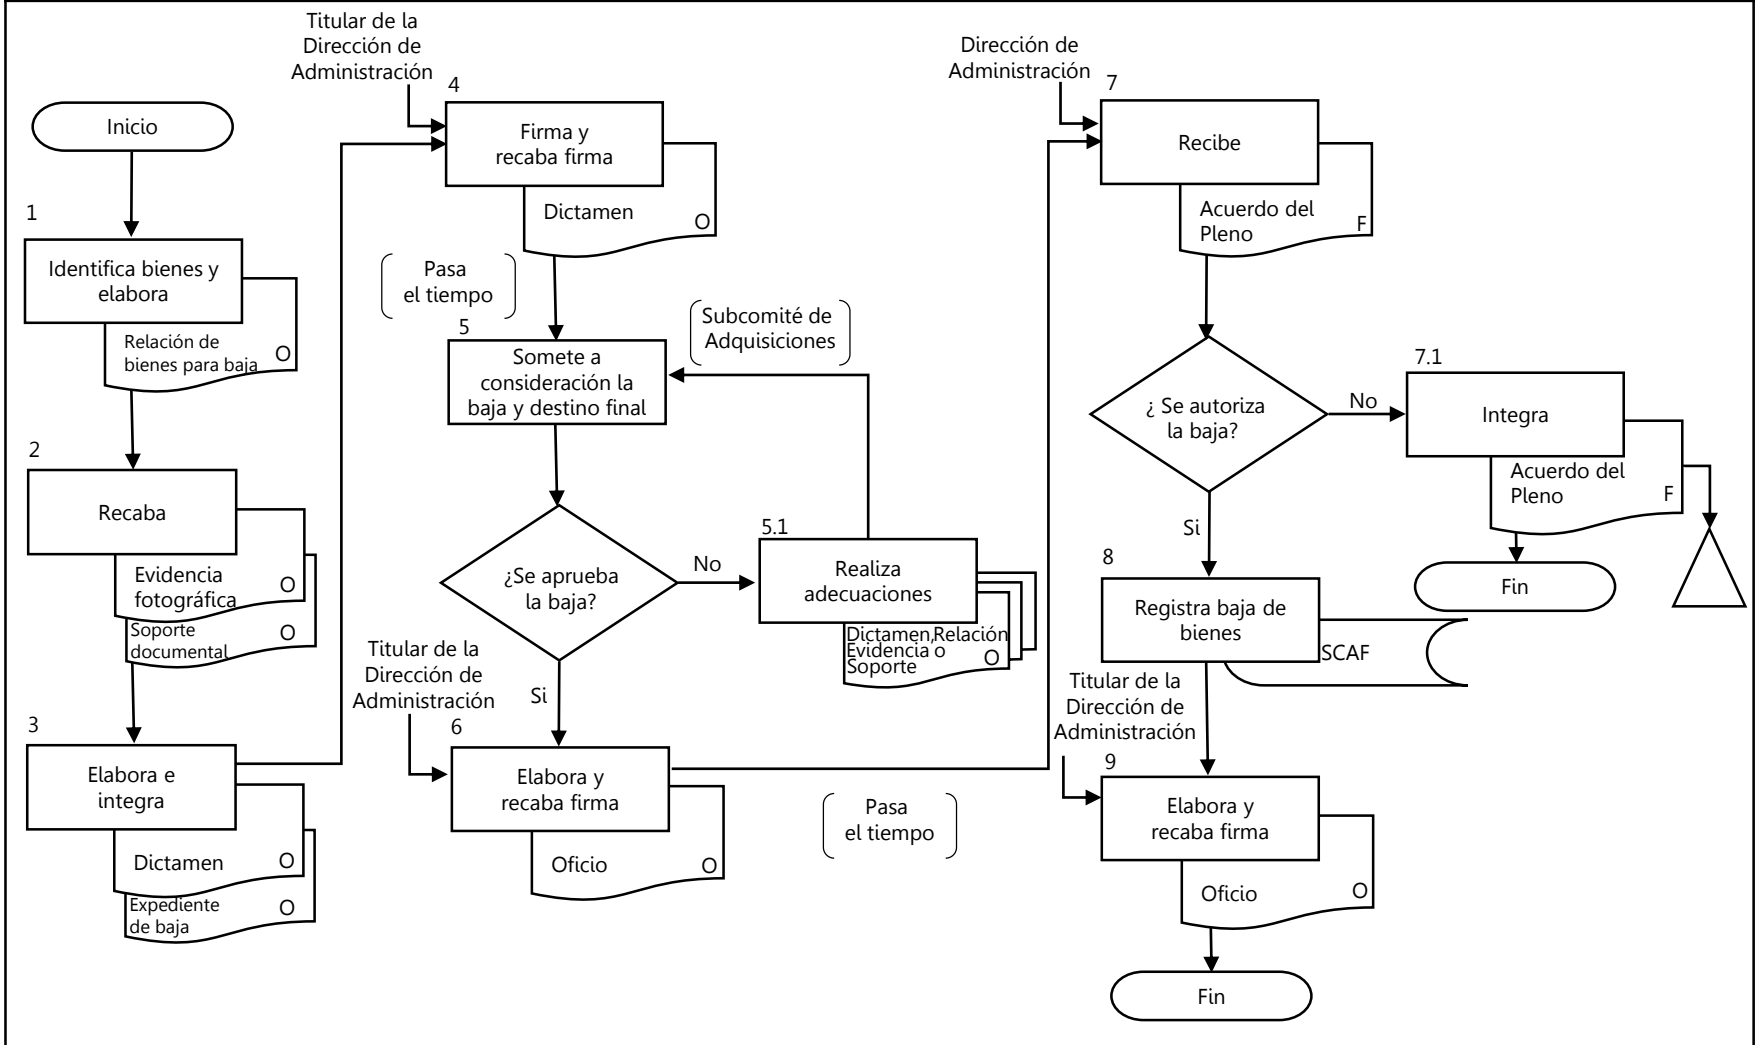 Inicio
1
Identifica bienes y
elabora
Relación de
bienes para baja
O
2
Recaba
Evidencia
fotográfica
O
Soporte
documental
O
3
Elabora e
integra
Dictamen
O
Expediente
de baja
O
Titular de la
Dirección de
Administración
4
Firma y
recaba firma
Dictamen
O
Pasa
el tiempo
5
Somete a
consideración la
baja y destino final
Subcomité de
Adquisiciones
¿Se aprueba
la baja?
No
5.1
Realiza
adecuaciones
Dictamen,Relación
Evidencia o
Soporte
O
Si
Titular de la
Dirección de
Administración
6
Elabora y
recaba firma
Oficio
O
Pasa
el tiempo
Dirección de
Administración
7
Recibe
Acuerdo del
Pleno
F
¿ Se autoriza
la baja?
No
7.1
Integra
Acuerdo del
Pleno
F
Fin
Si
8
Registra baja de
bienes
SCAF
Titular de la
Dirección de
Administración
9
Elabora y
recaba firma
Oficio
O
Fin